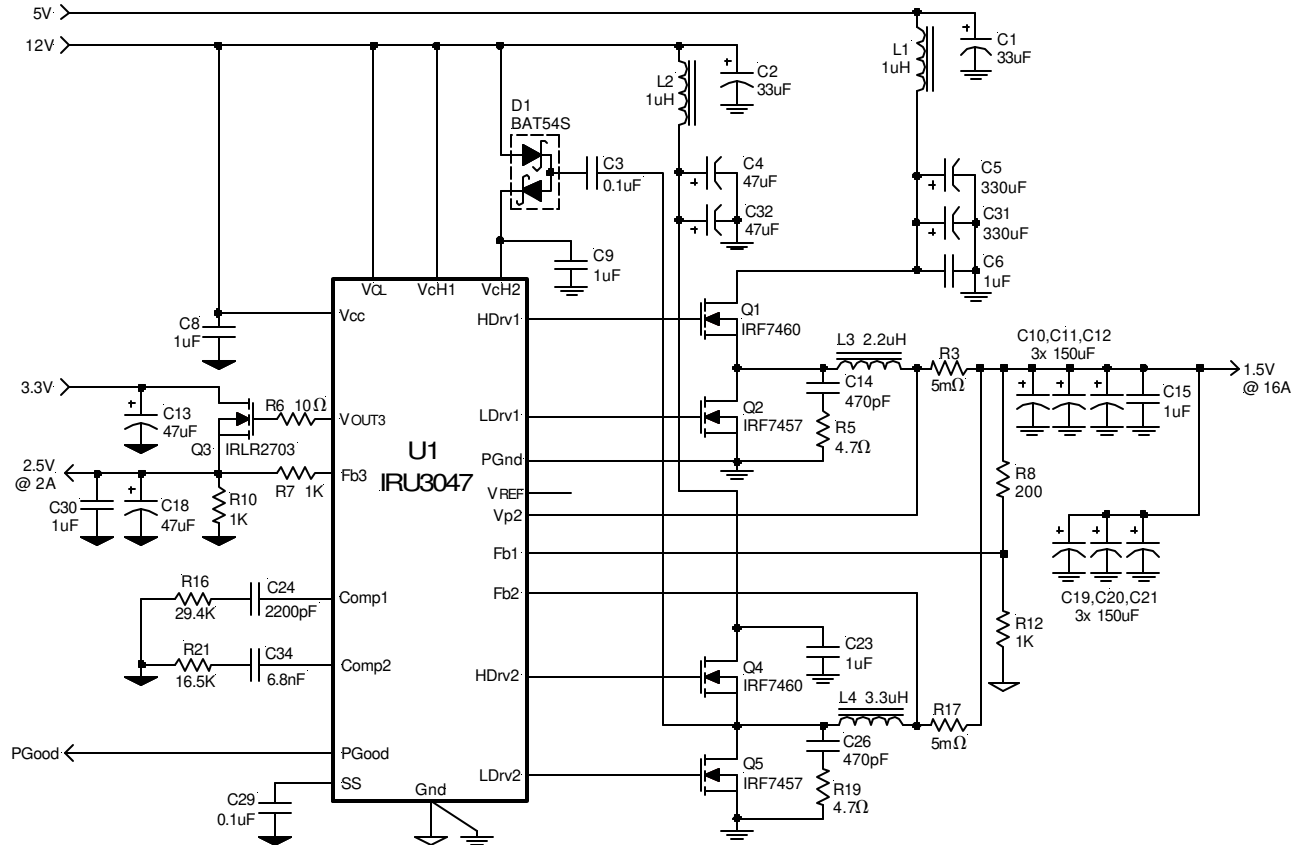 5V
12V
L1
1uH
C1
33uF
L2
1uH
C2
33uF
D1
BAT54S
C3
0.1uF
C4
47uF
C32
47uF
C5
330uF
C31
330uF
C6
1uF
C9
1uF
VCL
VcH1
VcH2
Vcc
HDrv1
Q1
IRF7460
C8
1uF
3.3V
C13
47uF
R6 10Ω
VOUT3
Q3
IRLR2703
LDrv1
Q2
IRF7457
L3 2.2uH
R3
5mΩ
C14
470pF
R5
4.7Ω
C10,C11,C12
3x 150uF
C15
1uF
1.5V
@ 16A
2.5V
@ 2A
R7 1K
Fb3
U1
IRU3047
PGnd
VREF
Vp2
Fb1
Fb2
C30
1uF
C18
47uF
R10
1K
R8
200
C19,C20,C21
3x 150uF
R12
1K
R16
29.4K
C24
2200pF
Comp1
R21
16.5K
C34
6.8nF
Comp2
C23
1uF
HDrv2
Q4
IRF7460
L4 3.3uH
R17
5mΩ
C26
470pF
R19
4.7Ω
PGood
PGood
LDrv2
Q5
IRF7457
SS
C29
0.1uF
Gnd